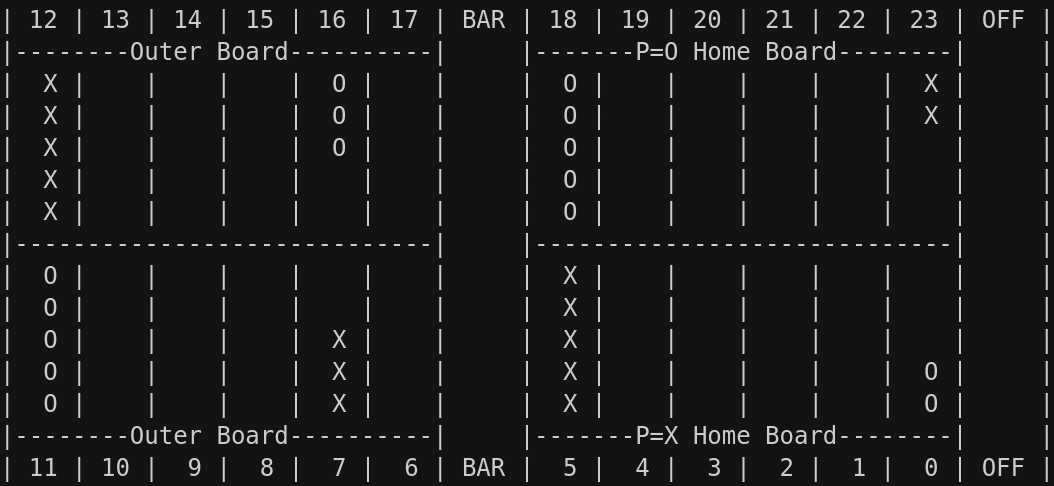 | 12 | 13 | 14 | 15 | 16 | 17 | BAR | 18 | 19 | 20 | 21 | 22 | 23 | OFF |
|--------Outer Board----------|     |-------P=O Home Board--------|     |
|  X |    |    |    |  O |    |     |  O |    |    |    |    |  X |     |
|  X |    |    |    |  O |    |     |  O |    |    |    |    |  X |     |
|  X |    |    |    |  O |    |     |  O |    |    |    |    |    |     |
|  X |    |    |    |    |    |     |  O |    |    |    |    |    |     |
|  X |    |    |    |    |    |     |  O |    |    |    |    |    |     |
|-----------------------------|     |-----------------------------|     |
|  O |    |    |    |    |    |     |  X |    |    |    |    |    |     |
|  O |    |    |    |    |    |     |  X |    |    |    |    |    |     |
|  O |    |    |    |  X |    |     |  X |    |    |    |    |    |     |
|  O |    |    |    |  X |    |     |  X |    |    |    |    |  O |     |
|  O |    |    |    |  X |    |     |  X |    |    |    |    |  O |     |
|--------Outer Board----------|     |-------P=X Home Board--------|     |
| 11 | 10 |  9 |  8 |  7 |  6 | BAR |  5 |  4 |  3 |  2 |  1 |  0 | OFF |